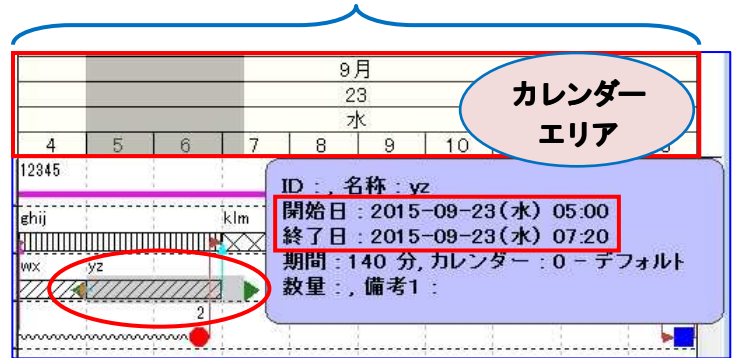 9月
23
水
カレンダー
エリア
4 5 6 7 8 9 10
12345
ID：, 名称：yz
開始日：2015-09-23(水) 05:00
終了日：2015-09-23(水) 07:20
期間：140 分, カレンダー：0 - デフォルト
数量：, 備考1：
ghij klm
wx yz
2